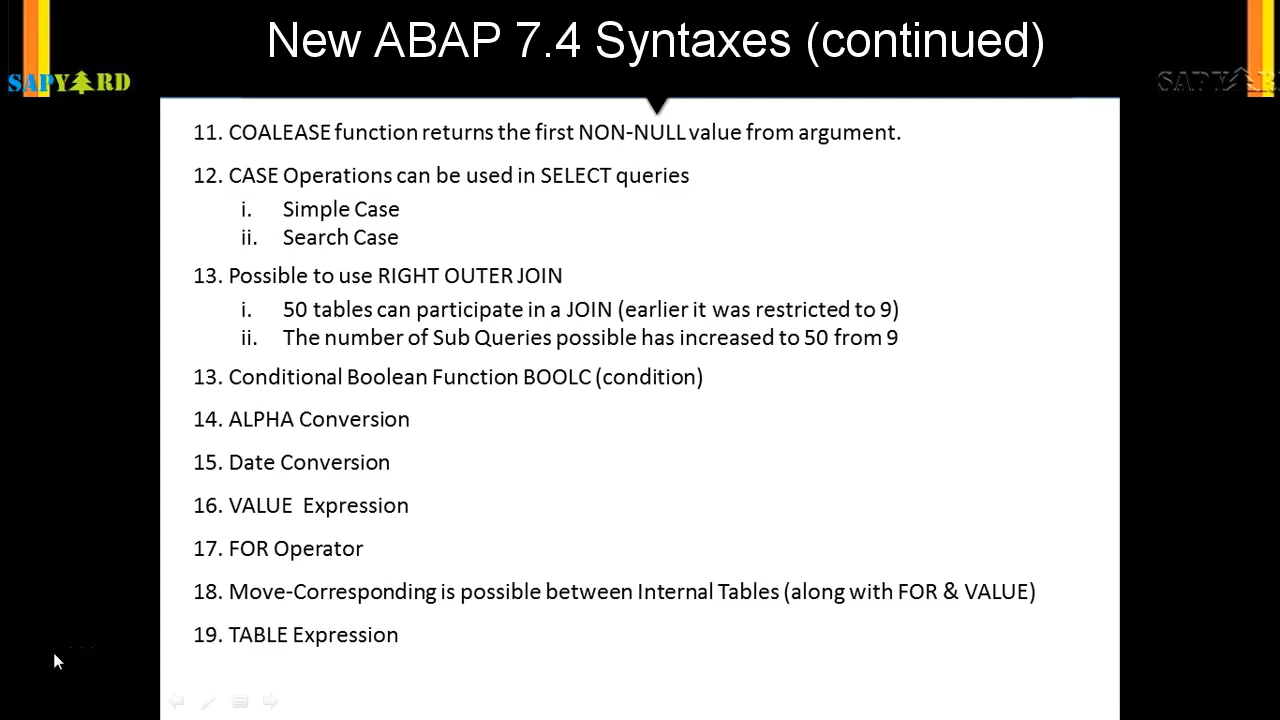 New ABAP 7.4 Syntaxes (continued)
SAPYARD
SAPYARD
11. COALEASE function returns the first NON-NULL value from argument.
12. CASE Operations can be used in SELECT queries
i. Simple Case
ii. Search Case
13. Possible to use RIGHT OUTER JOIN
i. 50 tables can participate in a JOIN (earlier it was restricted to 9)
ii. The number of Sub Queries possible has increased to 50 from 9
13. Conditional Boolean Function BOOLC (condition)
14. ALPHA Conversion
15. Date Conversion
16. VALUE Expression
17. FOR Operator
18. Move-Corresponding is possible between Internal Tables (along with FOR & VALUE)
19. TABLE Expression